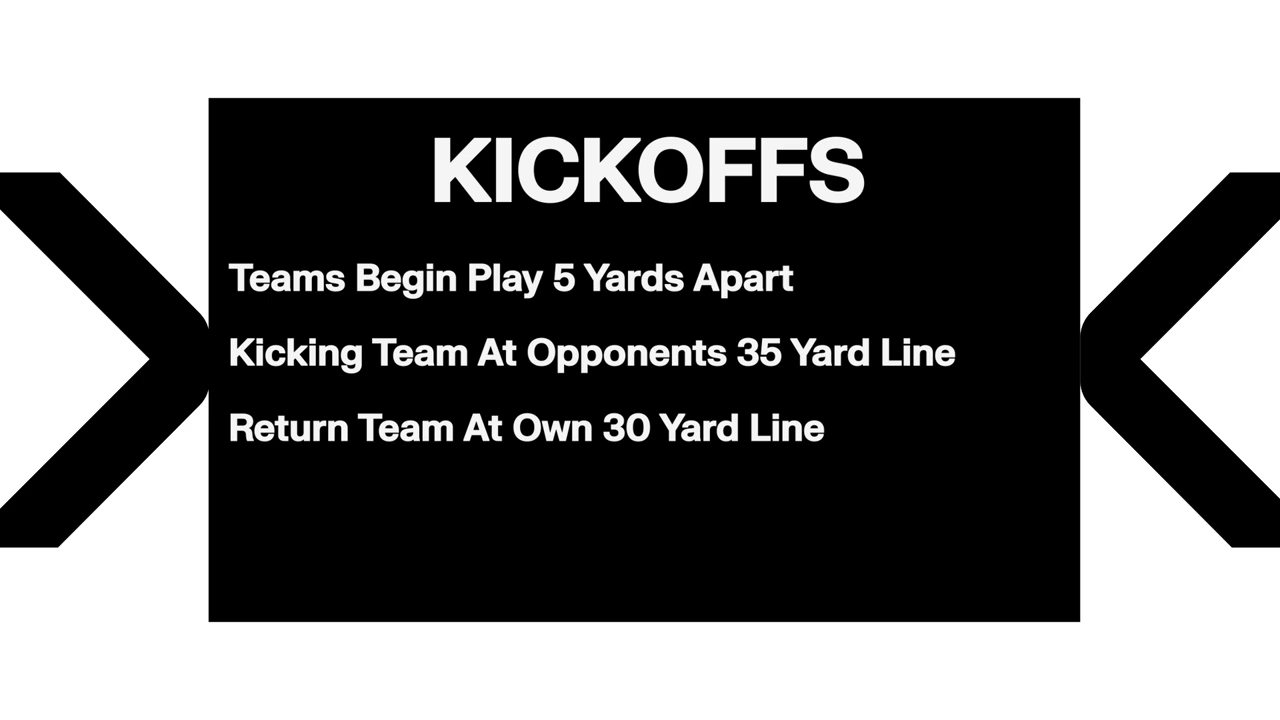 KICKOFFS
Teams Begin Play 5 Yards Apart
Kicking Team At Opponents 35 Yard Line
Return Team At Own 30 Yard Line